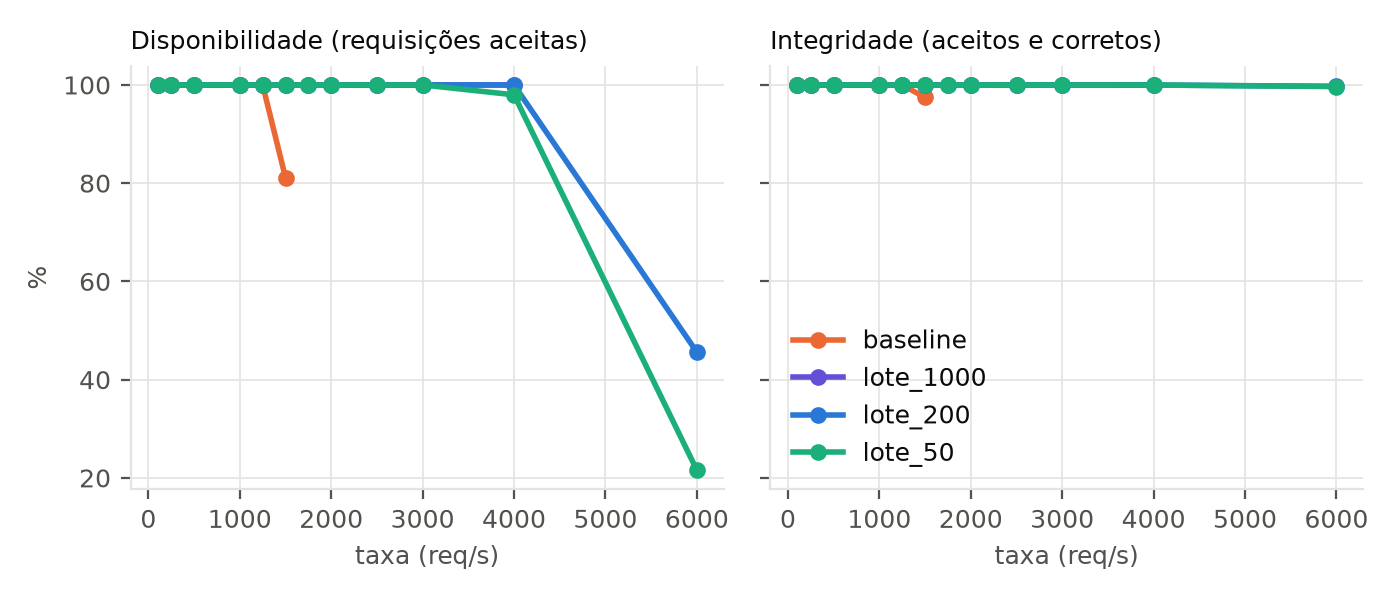 Disponibilidade (requisições aceitas)
100
80
60
40
20
%
0 1000 2000 3000 4000 5000 6000
taxa (req/s)
Integridade (aceitos e corretos)
baseline
lote_1000
lote_200
lote_50
0 1000 2000 3000 4000 5000 6000
taxa (req/s)